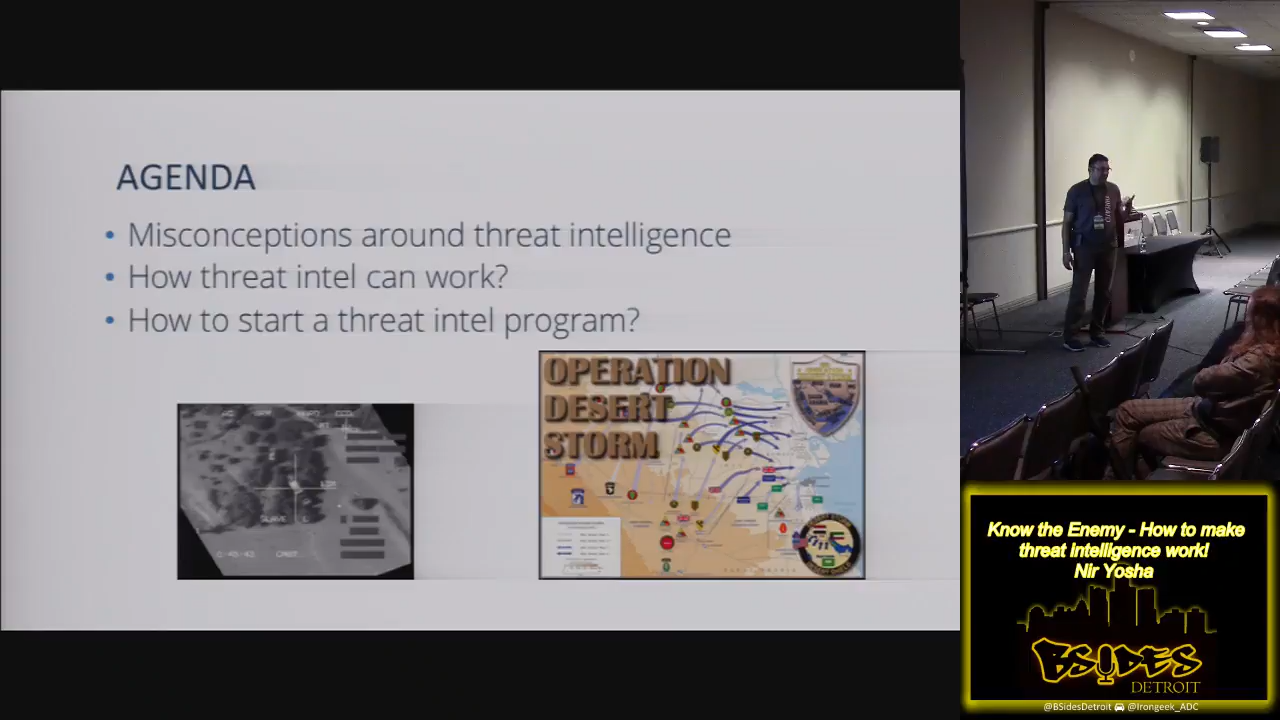 AGENDA
• Misconceptions around threat intelligence
• How threat intel can work?
• How to start a threat intel program?
OPERATION
DESERT
STORM
SLAVE
Know the Enemy - How to make
threat intelligence work!
Nir Yosha
BSIDES
DETROIT
@BSidesDetroit @Irongeek_ADC